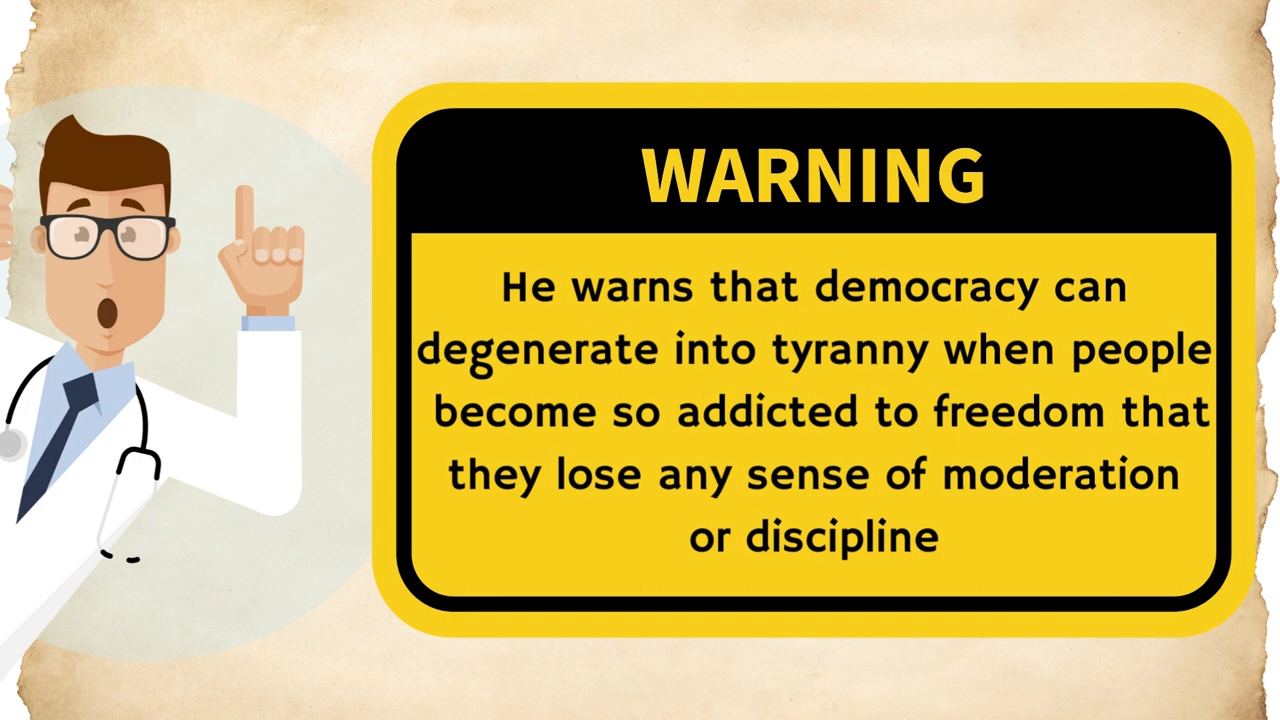 WARNING
He warns that democracy can
degenerate into tyranny when people
become so addicted to freedom that
they lose any sense of moderation
or discipline